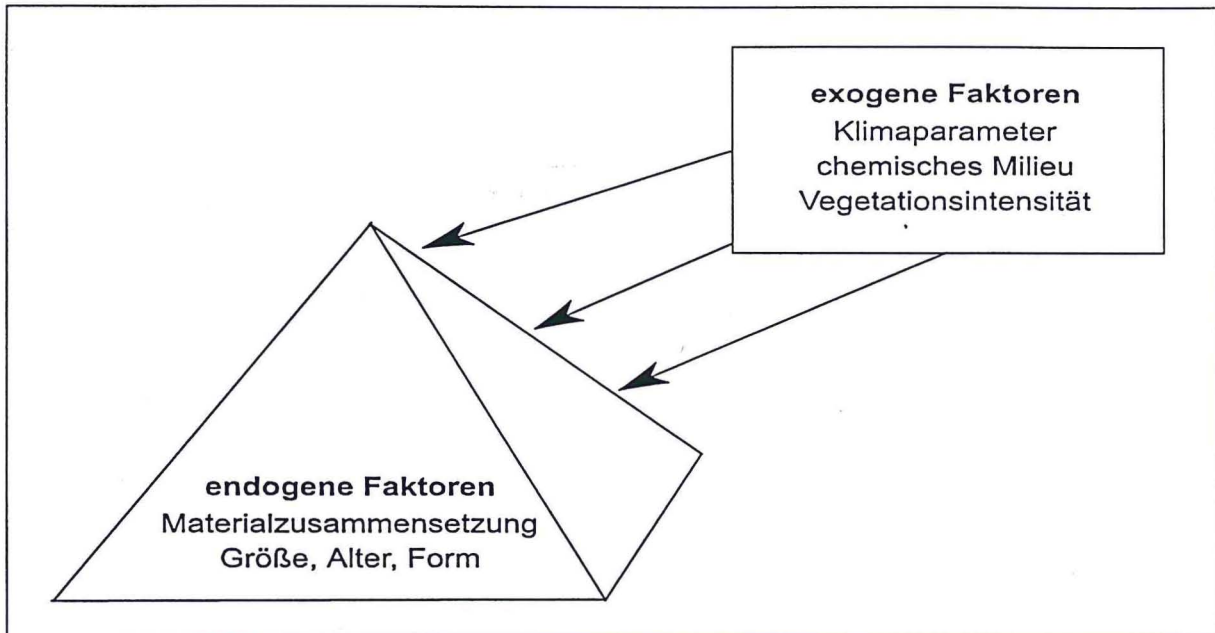 exogene Faktoren
Klimaparameter
chemisches Milieu
Vegetationsintensität
endogene Faktoren
Materialzusammensetzung
Größe, Alter, Form